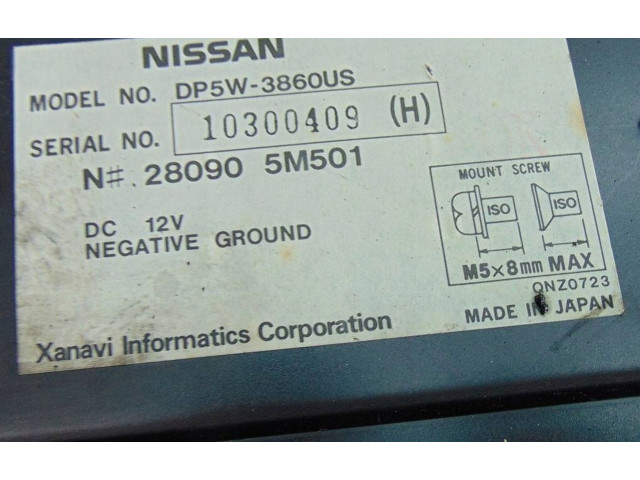 NISSAN
MODEL NO. DP5W-3860US
SERIAL NO. 10300409 (H)
N#. 28090 5M501
DC 12V
NEGATIVE GROUND
MOUNT SCREW
ISO ISO
M5×8mm MAX
QNZ0723
MADE IN JAPAN
Xanavi Informatics Corporation